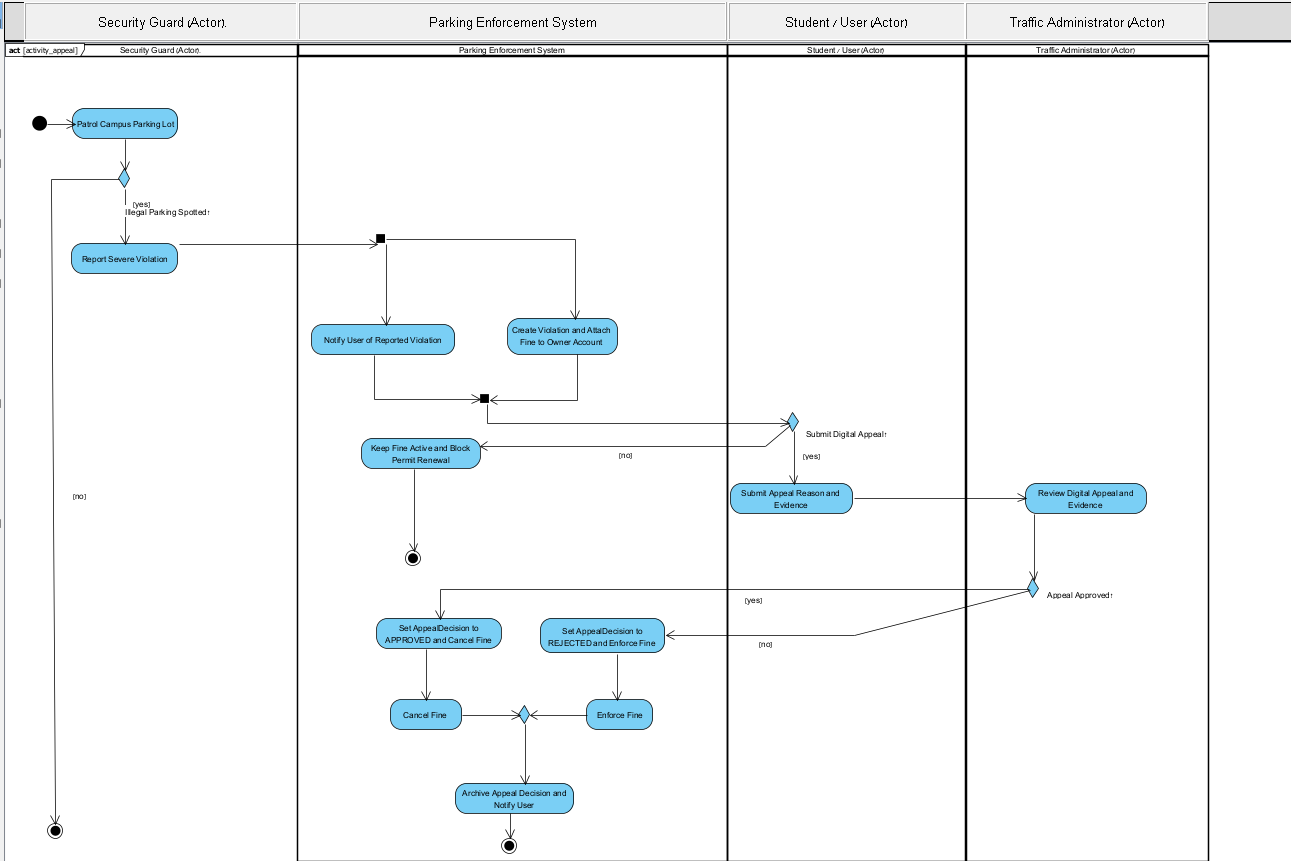 Security Guard (Actor).
Parking Enforcement System
Student / User (Actor)
Traffic Administrator (Actor)
act [activity_appeal]
Security Guard (Actor).
Parking Enforcement System
Student / User (Actor)
Traffic Administrator (Actor)
Patrol Campus Parking Lot
[yes]
Illegal Parking Spotted↑
Report Severe Violation
Notify User of Reported Violation
Create Violation and Attach
Fine to Owner Account
Submit Digital Appeal↑
Keep Fine Active and Block
Permit Renewal
[no]
[yes]
Submit Appeal Reason and
Evidence
Review Digital Appeal and
Evidence
[no]
Appeal Approved↑
[yes]
Set AppealDecision to
APPROVED and Cancel Fine
Set AppealDecision to
REJECTED and Enforce Fine
[no]
Cancel Fine
Enforce Fine
Archive Appeal Decision and
Notify User